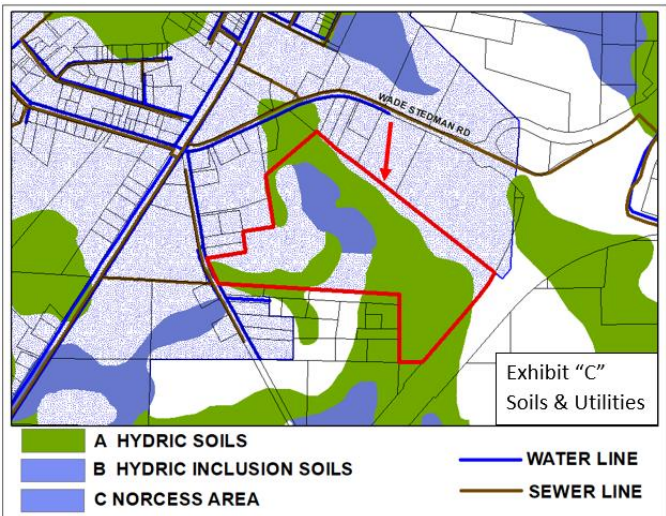 WADE STEDMAN RD
Exhibit “C”
Soils & Utilities
A HYDRIC SOILS
B HYDRIC INCLUSION SOILS
C NORCESS AREA
WATER LINE
SEWER LINE